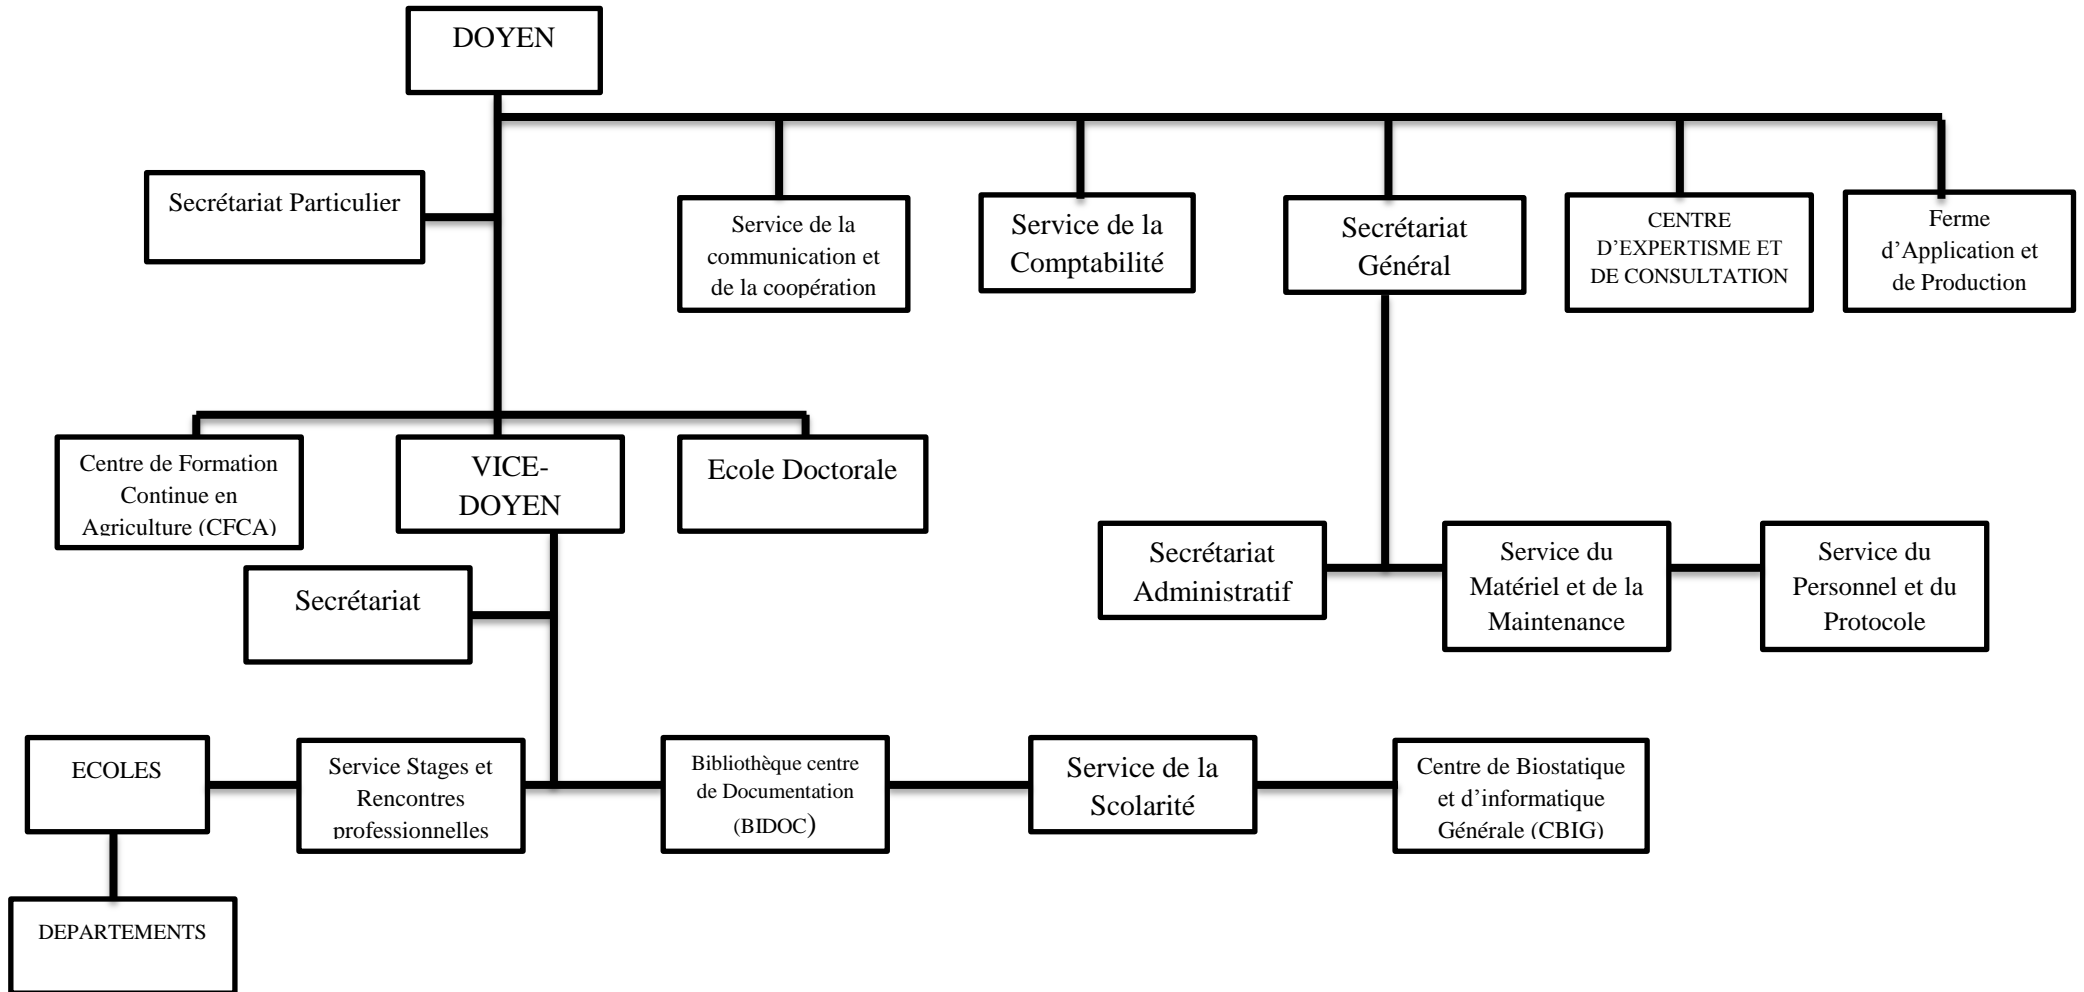 DOYEN
Secrétariat Particulier
Service de la
communication et
de la coopération
Service de la
Comptabilité
Secrétariat
Général
CENTRE
D’EXPERTISME ET
DE CONSULTATION
Ferme
d’Application et
de Production
Centre de Formation
Continue en
Agriculture (CFCA)
VICE-
DOYEN
Ecole Doctorale
Secrétariat
Administratif
Service du
Matériel et de la
Maintenance
Service du
Personnel et du
Protocole
Secrétariat
ECOLES
Service Stages et
Rencontres
professionnelles
Bibliothèque centre
de Documentation
(BIDOC)
Service de la
Scolarité
Centre de Biostatique
et d’informatique
Générale (CBIG)
DEPARTEMENTS